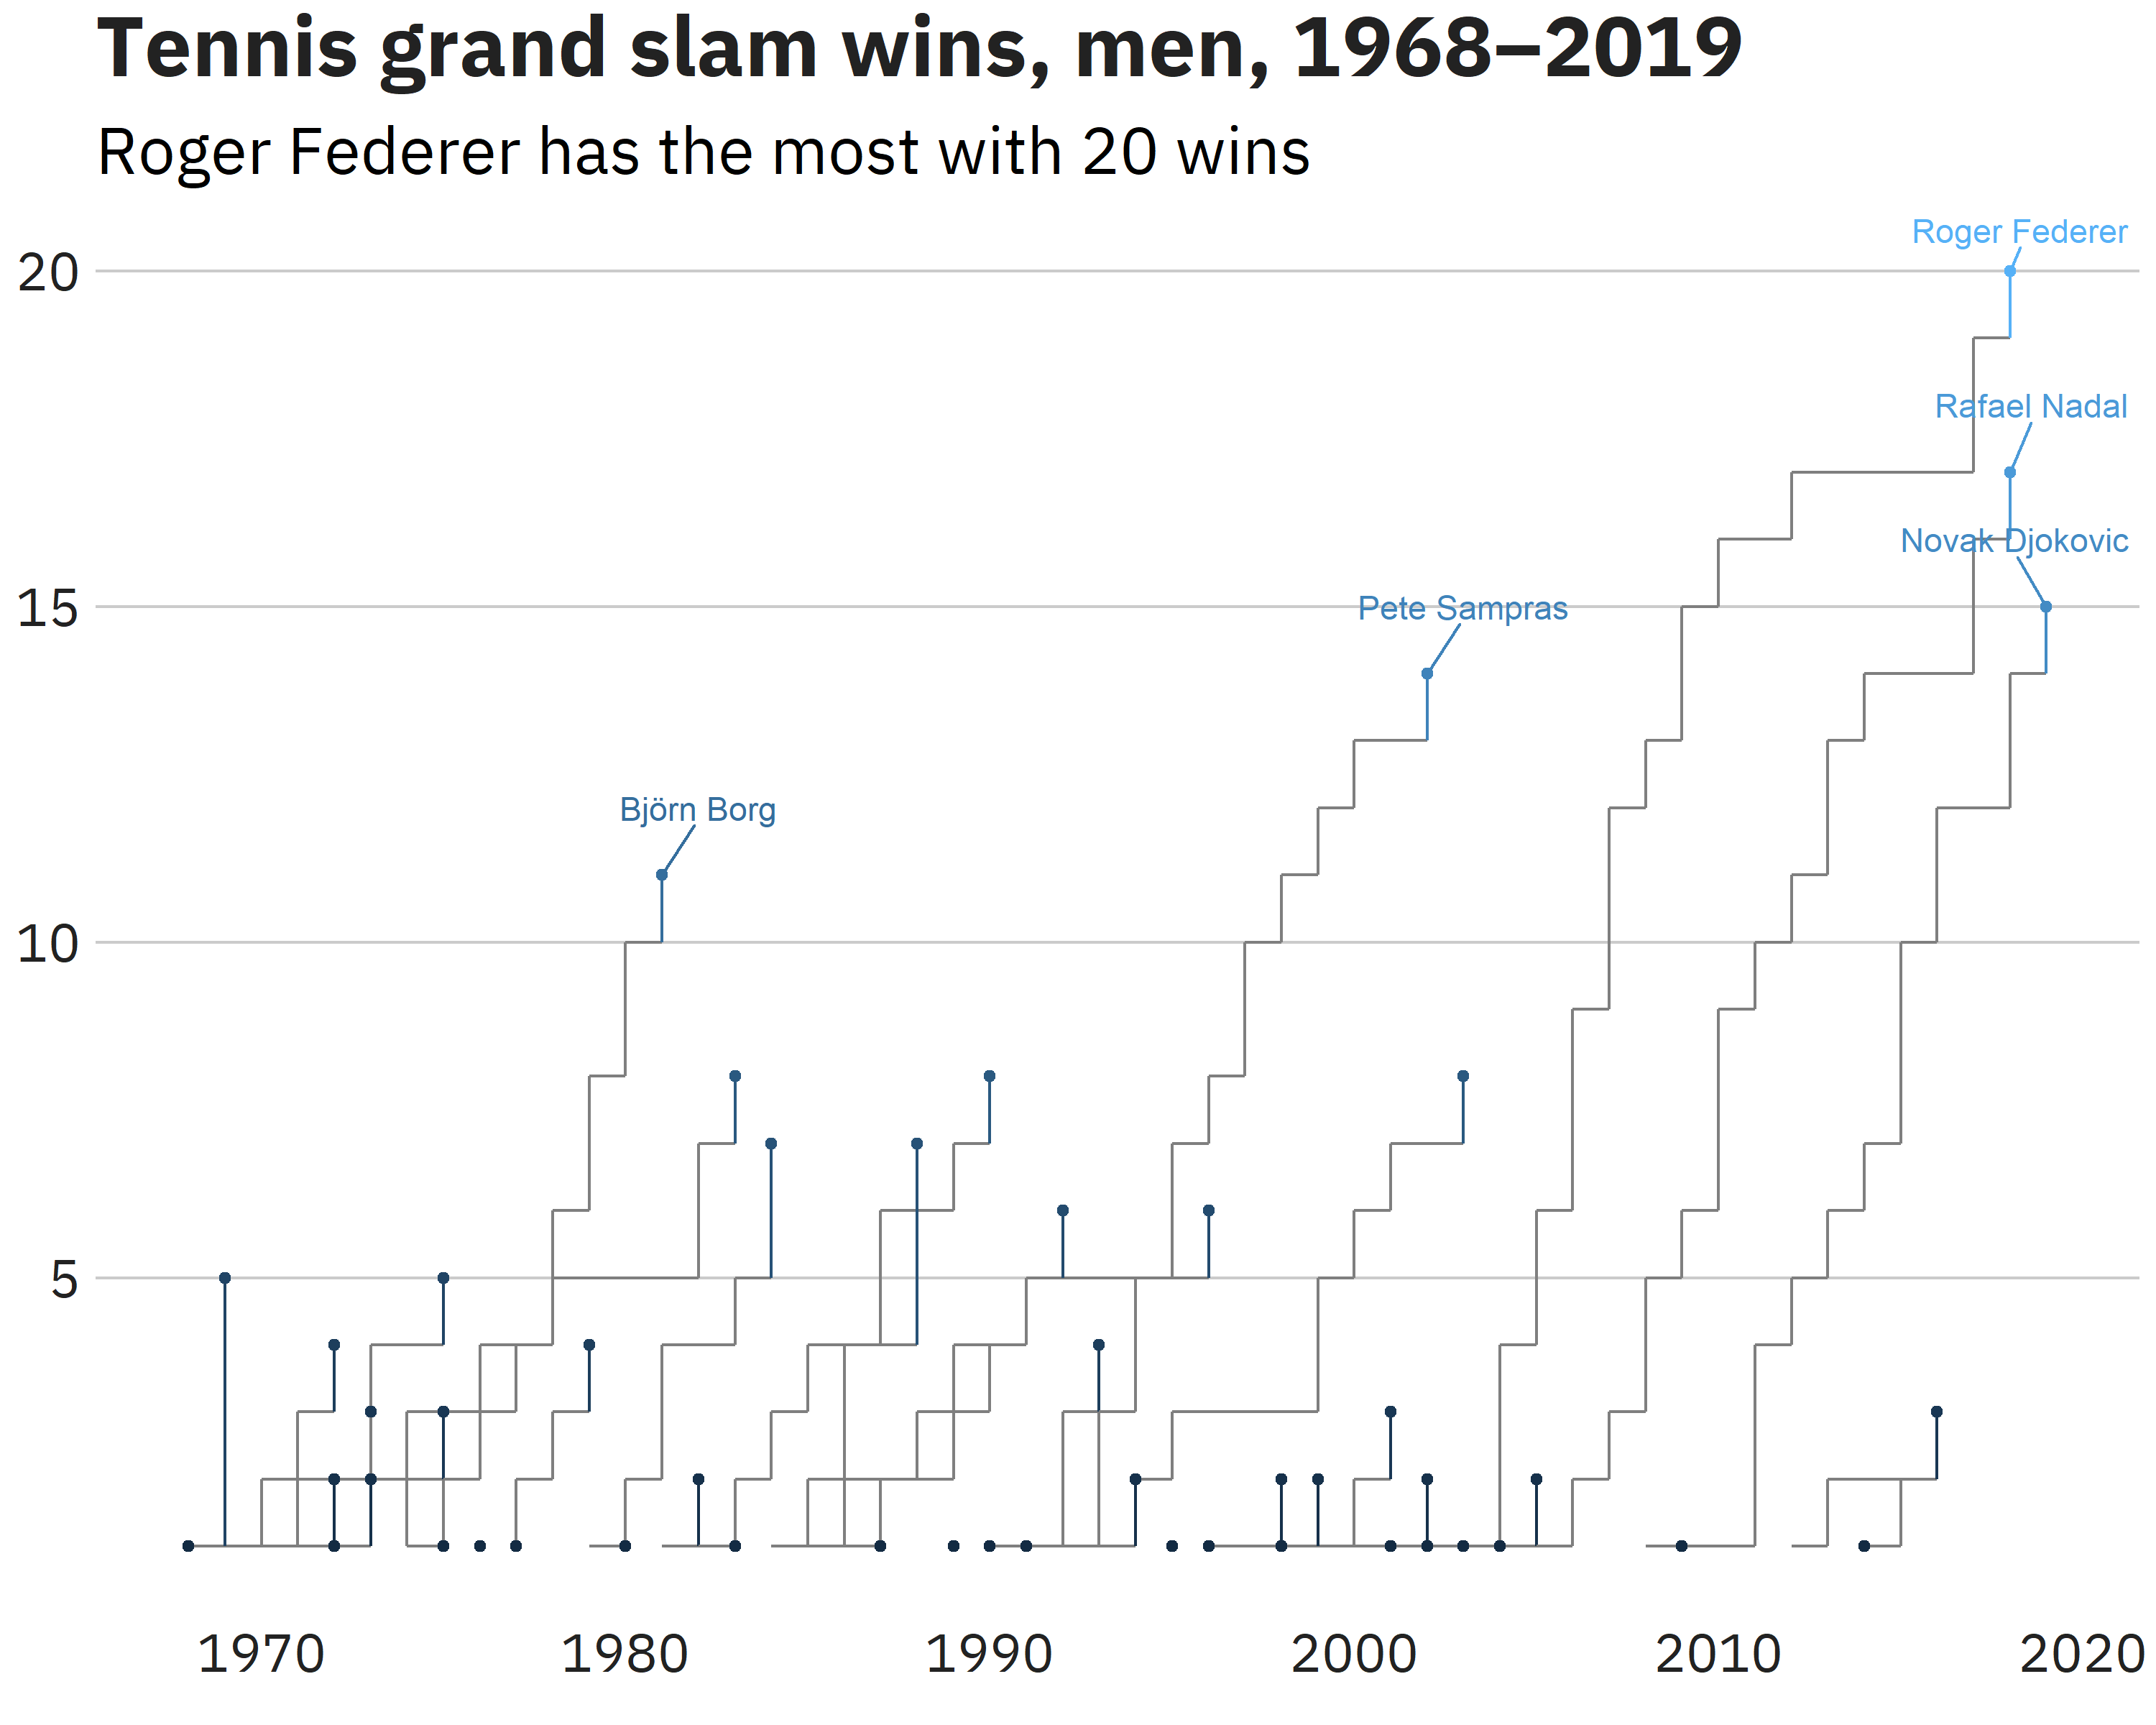 Tennis grand slam wins, men, 1968–2019
Roger Federer has the most with 20 wins
Roger Federer
20
Rafael Nadal
Novak Djokovic
15
Pete Sampras
Björn Borg
10
5
1970 1980 1990 2000 2010 2020